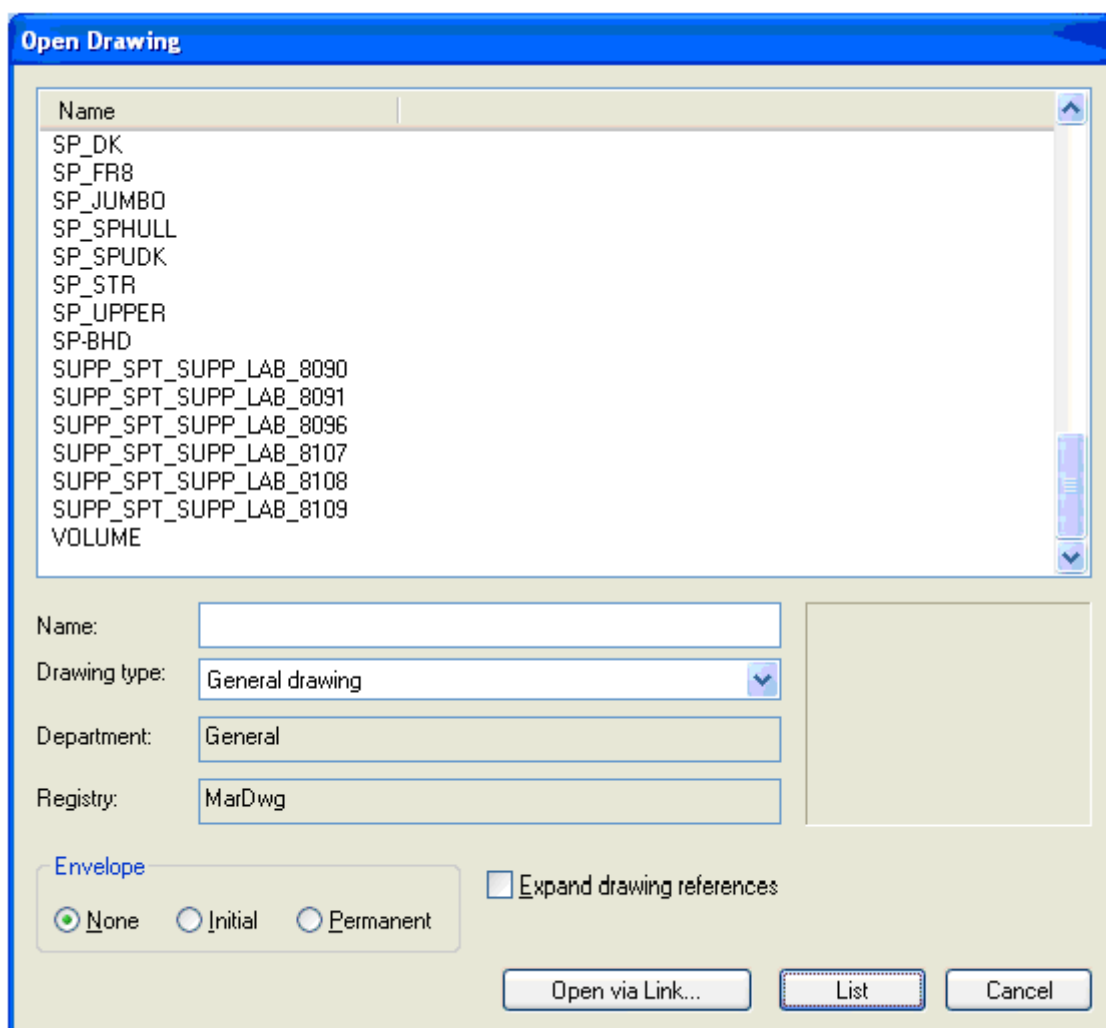 Open Drawing
Name
SP_DK
SP_FR8
SP_JUMBO
SP_SPHULL
SP_SPUDK
SP_STR
SP_UPPER
SP-BHD
SUPP_SPT_SUPP_LAB_8090
SUPP_SPT_SUPP_LAB_8091
SUPP_SPT_SUPP_LAB_8096
SUPP_SPT_SUPP_LAB_8107
SUPP_SPT_SUPP_LAB_8108
SUPP_SPT_SUPP_LAB_8109
VOLUME
Name:
Drawing type: General drawing
Department: General
Registry: MarDwg
Envelope
None Initial Permanent
Expand drawing references
Open via Link... List Cancel